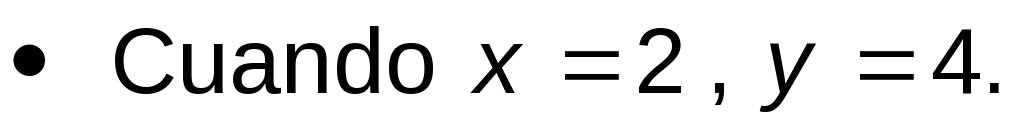 • Cuando x = 2 , y = 4.